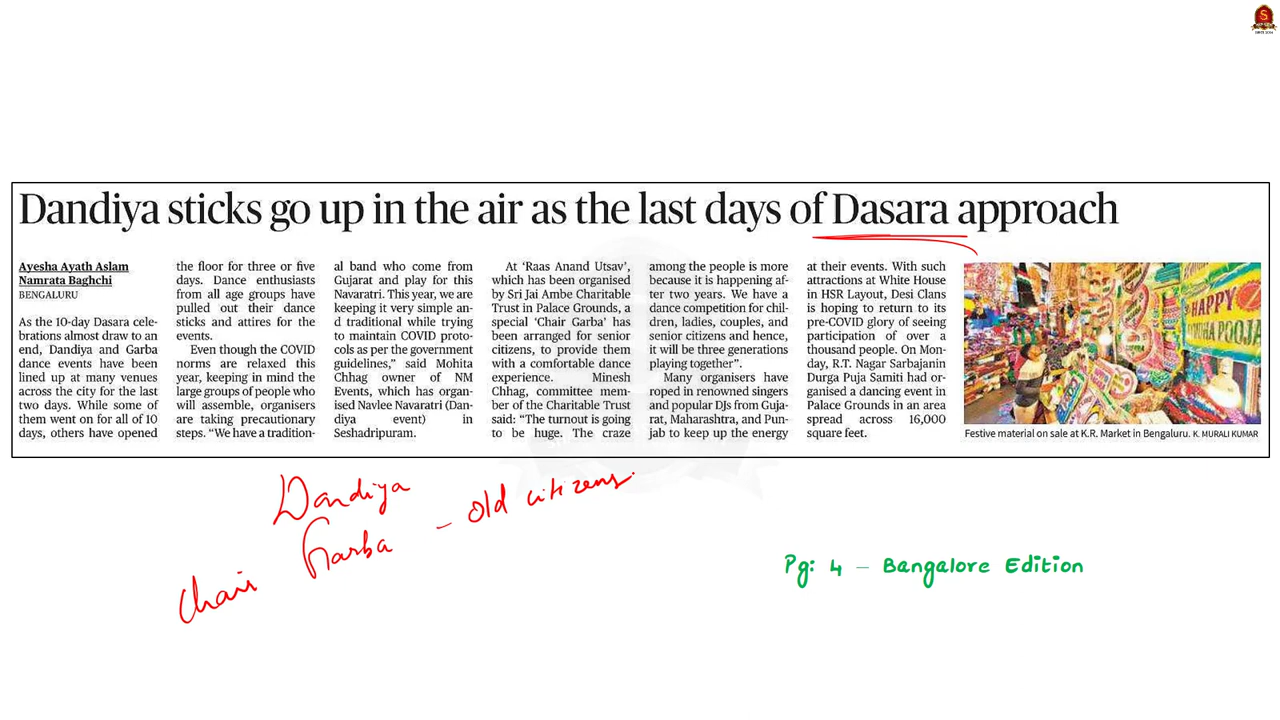 Dandiya sticks go up in the air as the last days of Dasara approach
Ayesha Ayath Aslam
Namrata Baghchi
BENGALURU
As the 10-day Dasara cele-
brations almost draw to an
end, Dandiya and Garba
dance events have been
lined up at many venues
across the city for the last
two days. While some of
them went on for all of 10
days, others have opened
the floor for three or five
days. Dance enthusiasts
from all age groups have
pulled out their dance
sticks and attires for the
events.
Even though the COVID
norms are relaxed this
year, keeping in mind the
large groups of people who
will assemble, organisers
are taking precautionary
steps. “We have a tradition-
al band who come from
Gujarat and play for this
Navaratri. This year, we are
keeping it very simple an-
d traditional while trying
to maintain COVID proto-
cols as per the government
guidelines,” said Mohita
Chhag owner of NM
Events, which has organ-
ised Navlee Navaratri (Dan-
diya event) in
Seshadripuram.
At ‘Raas Anand Utsav’,
which has been organised
by Sri Jai Ambe Charitable
Trust in Palace Grounds, a
special ‘Chair Garba’ has
been arranged for senior
citizens, to provide them
with a comfortable dance
experience. Minesh
Chhag, committee mem-
ber of the Charitable Trust
said: “The turnout is going
to be huge. The craze
among the people is more
because it is happening af-
ter two years. We have a
dance competition for chil-
dren, ladies, couples, and
senior citizens and hence,
it will be three generations
playing together”.
Many organisers have
roped in renowned singers
and popular DJs from Guja-
rat, Maharashtra, and Pun-
jab to keep up the energy
at their events. With such
attractions at White House
in HSR Layout, Desi Clans
is hoping to return to its
pre-COVID glory of seeing
participation of over a
thousand people. On Mon-
day, R.T. Nagar Sarbajanin
Durga Puja Samiti had or-
ganised a dancing event in
Palace Grounds in an area
spread across 16,000
square feet.
HAPPY
POOJA
Festive material on sale at K.R. Market in Bengaluru. K. MURALI KUMAR
Dandiya
chair Garba – old citizens.
Pg: 4 – Bangalore Edition